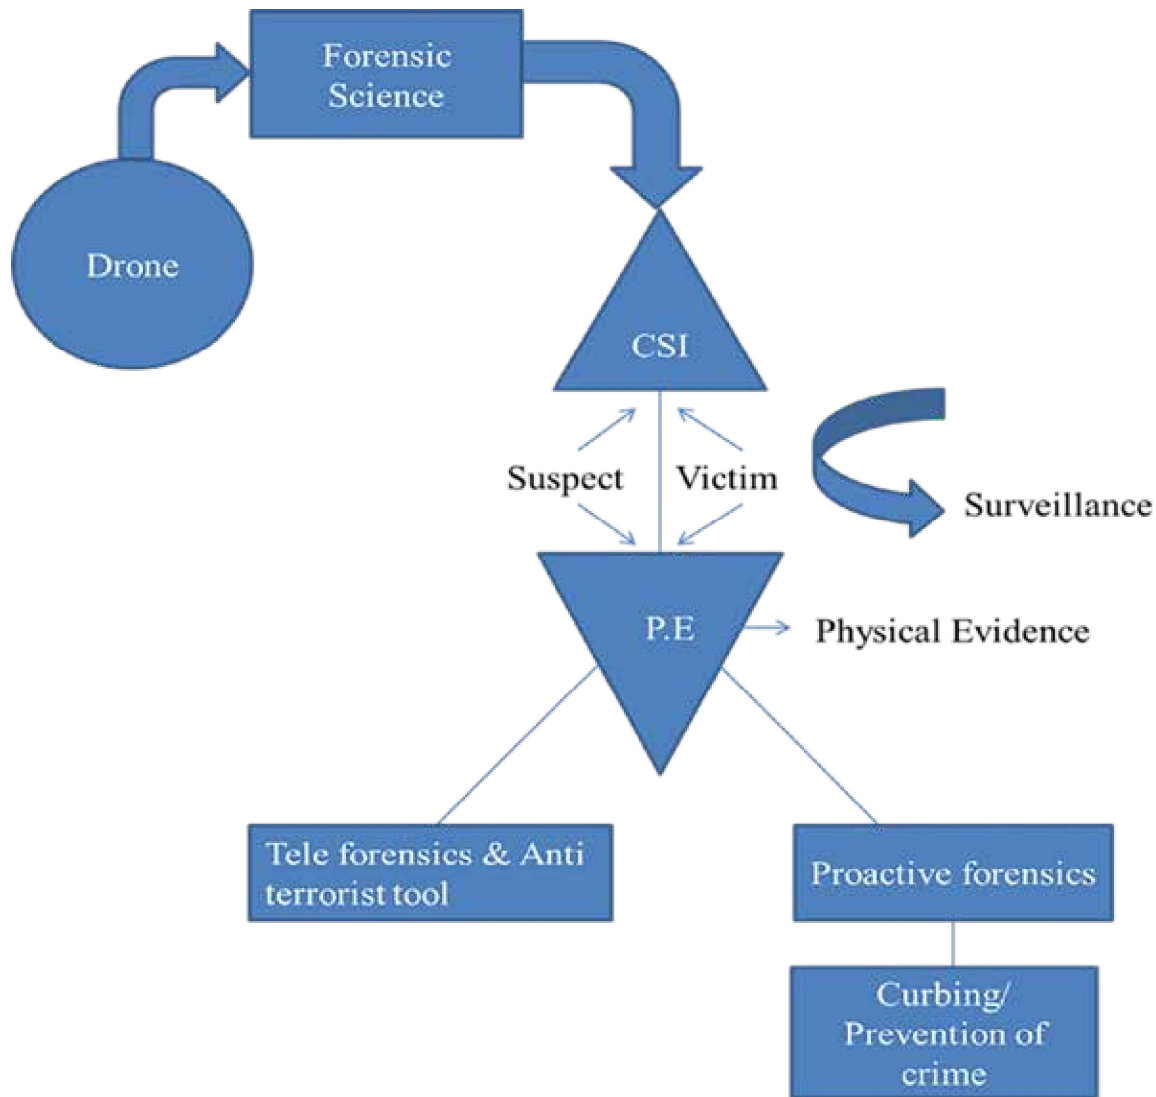 Forensic
Science
Drone
CSI
Suspect
Victim
Surveillance
P.E
Physical Evidence
Tele forensics & Anti
terrorist tool
Proactive forensics
Curbing/
Prevention of
crime